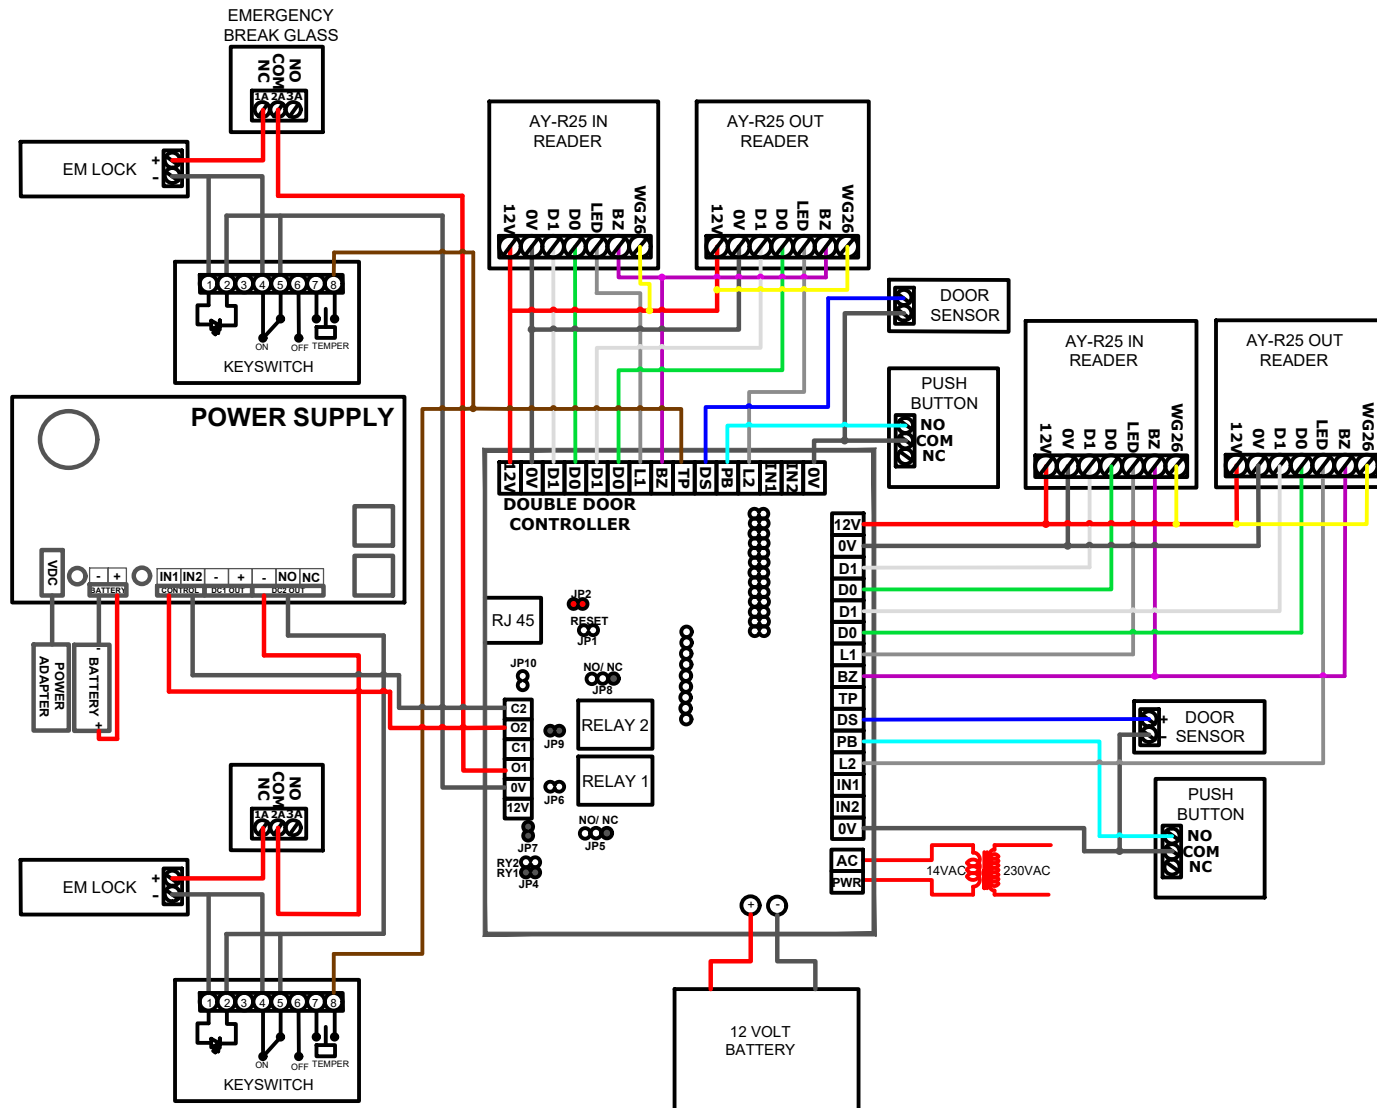 EMERGENCY
BREAK GLASS
NC
COM
NO
1A 2A 3A
EM LOCK
+
-
1 2 3 4 5 6 7 8
ON
OFF
TEMPER
KEYSWITCH
AY-R25 IN
READER
12V
0V
D1
D0
LED
BZ
WG26
AY-R25 OUT
READER
12V
0V
D1
D0
LED
BZ
WG26
DOOR
SENSOR
PUSH
BUTTON
NO
COM
NC
AY-R25 IN
READER
12V
0V
D1
D0
LED
BZ
WG26
AY-R25 OUT
READER
12V
0V
D1
D0
LED
BZ
WG26
POWER SUPPLY
VDC
- +
BATTERY
IN1 IN2 - + - NO NC
CONTROL DC1 OUT DC2 OUT
POWER
ADAPTER
- BATTERY +
12V
0V
D1
D0
D1
D0
L1
BZ
TP
DS
PB
L2
IN1
IN2
0V
DOUBLE DOOR
CONTROLLER
RJ 45
JP2
RESET
JP1
JP10
NO/ NC
JP8
RELAY 2
JP9
RELAY 1
JP6
NO/ NC
JP5
C2
O2
C1
O1
0V
12V
JP7
RY2
RY1
JP4
12V
0V
D1
D0
D1
D0
L1
BZ
TP
DS
PB
L2
IN1
IN2
0V
AC
PWR
14VAC
230VAC
+ -
12 VOLT
BATTERY
DOOR
SENSOR
+
-
PUSH
BUTTON
NO
COM
NC
NC
COM
NO
1A 2A 3A
EM LOCK
+
-
1 2 3 4 5 6 7 8
ON
OFF
TEMPER
KEYSWITCH